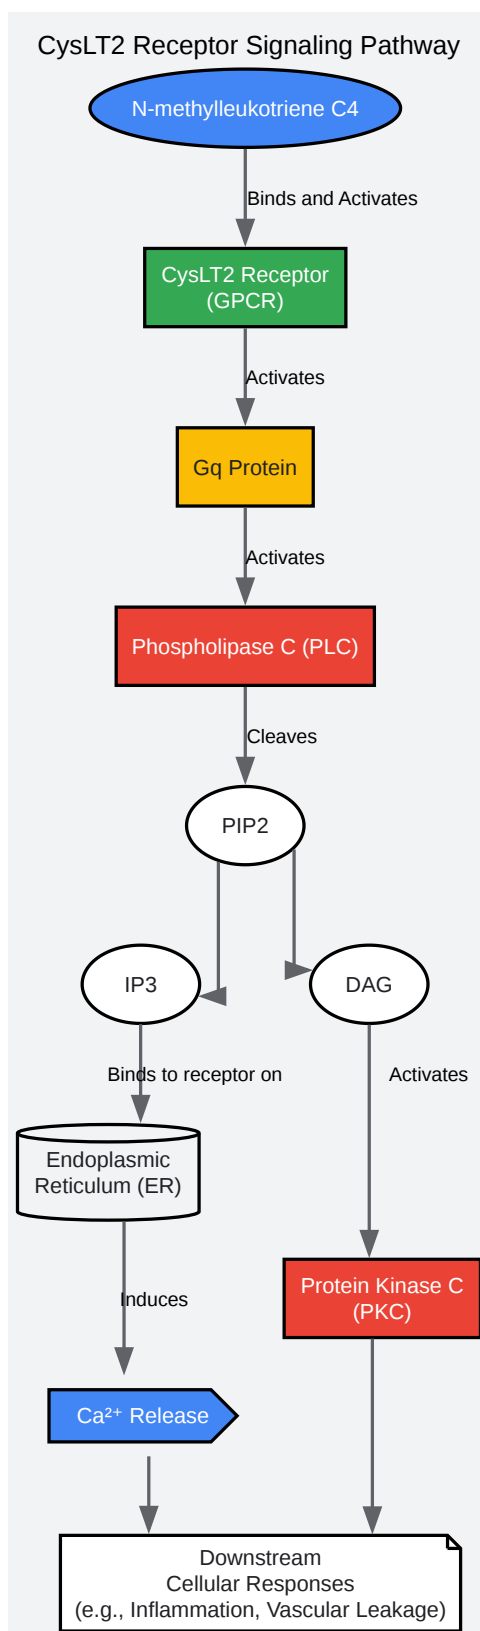 CysLT2 Receptor Signaling Pathway
N-methylleukotriene C4
Binds and Activates
CysLT2 Receptor
(GPCR)
Activates
Gq Protein
Activates
Phospholipase C (PLC)
Cleaves
PIP2
IP3
DAG
Binds to receptor on
Activates
Endoplasmic
Reticulum (ER)
Protein Kinase C
(PKC)
Induces
Ca²⁺ Release
Downstream
Cellular Responses
(e.g., Inflammation, Vascular Leakage)